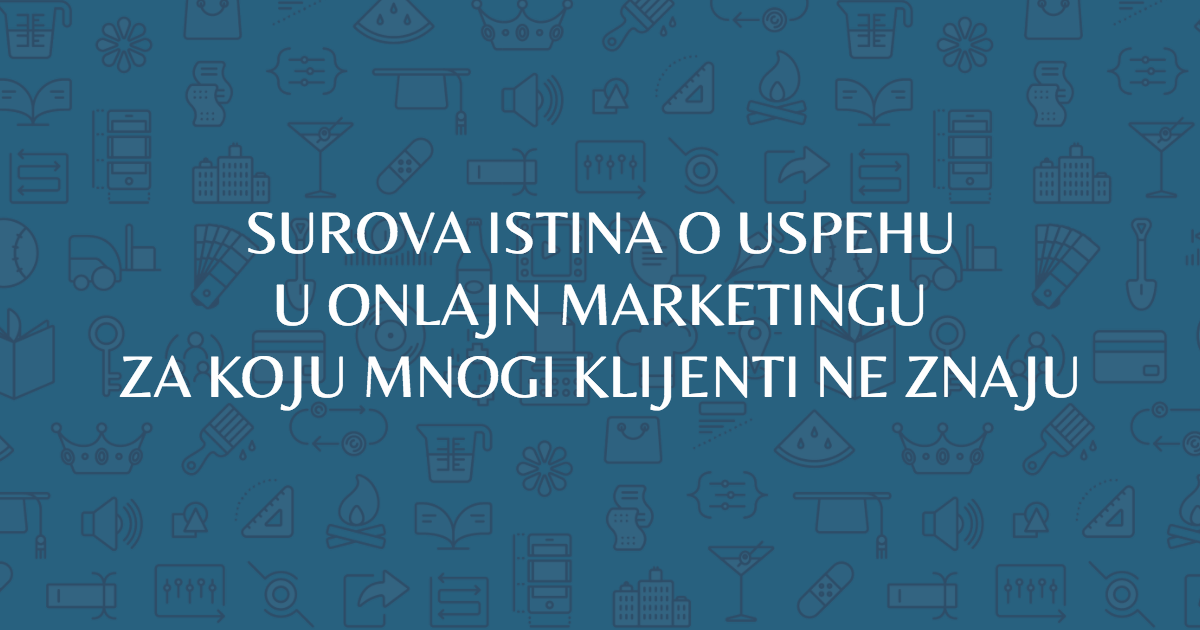 SUROVA ISTINA O USPEHU
U ONLAJN MARKETINGU
ZA KOJU MNOGI KLIJENTI NE ZNAJU